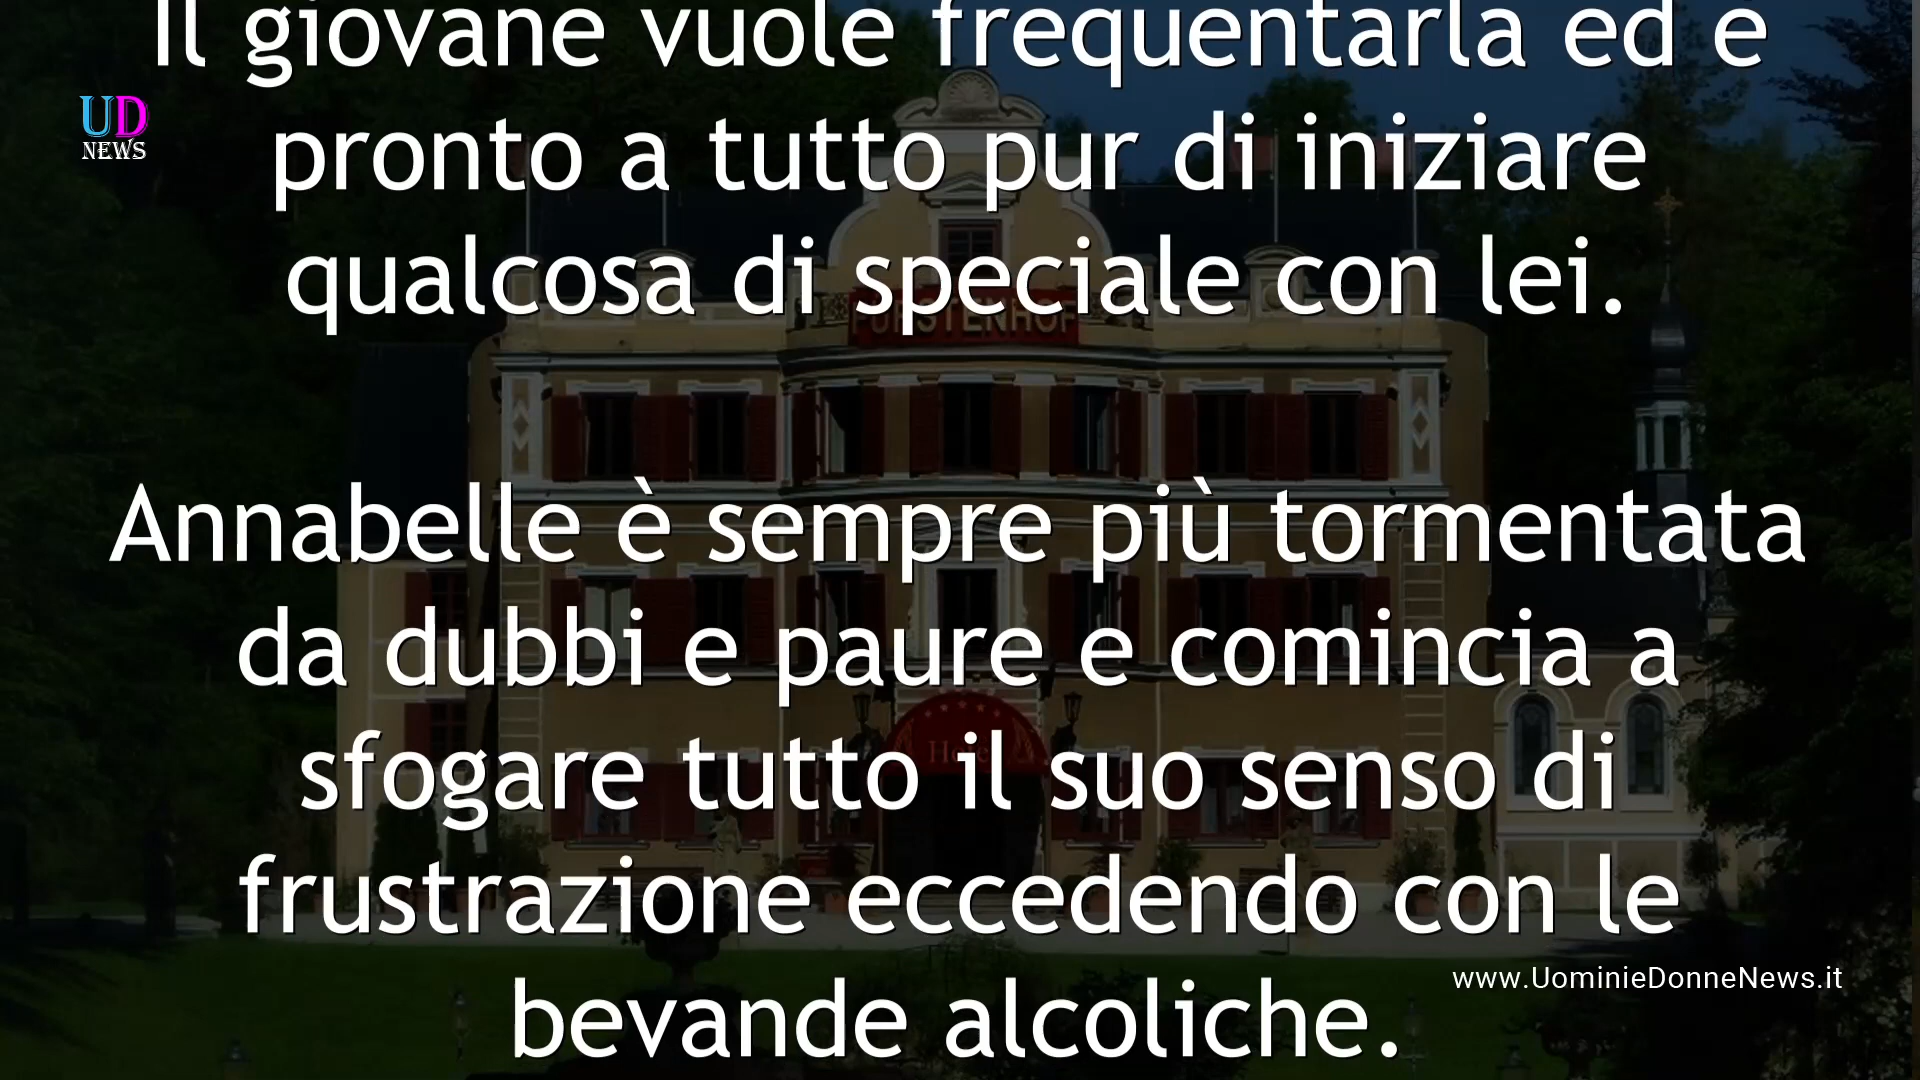 Il giovane vuole frequentarla ed è
UD
NEWS
pronto a tutto pur di iniziare
qualcosa di speciale con lei.
FÜRSTENHOF
Annabelle è sempre più tormentata
da dubbi e paure e comincia a
sfogare tutto il suo senso di
Hotel
frustrazione eccedendo con le
www.UominieDonneNews.it
bevande alcoliche.